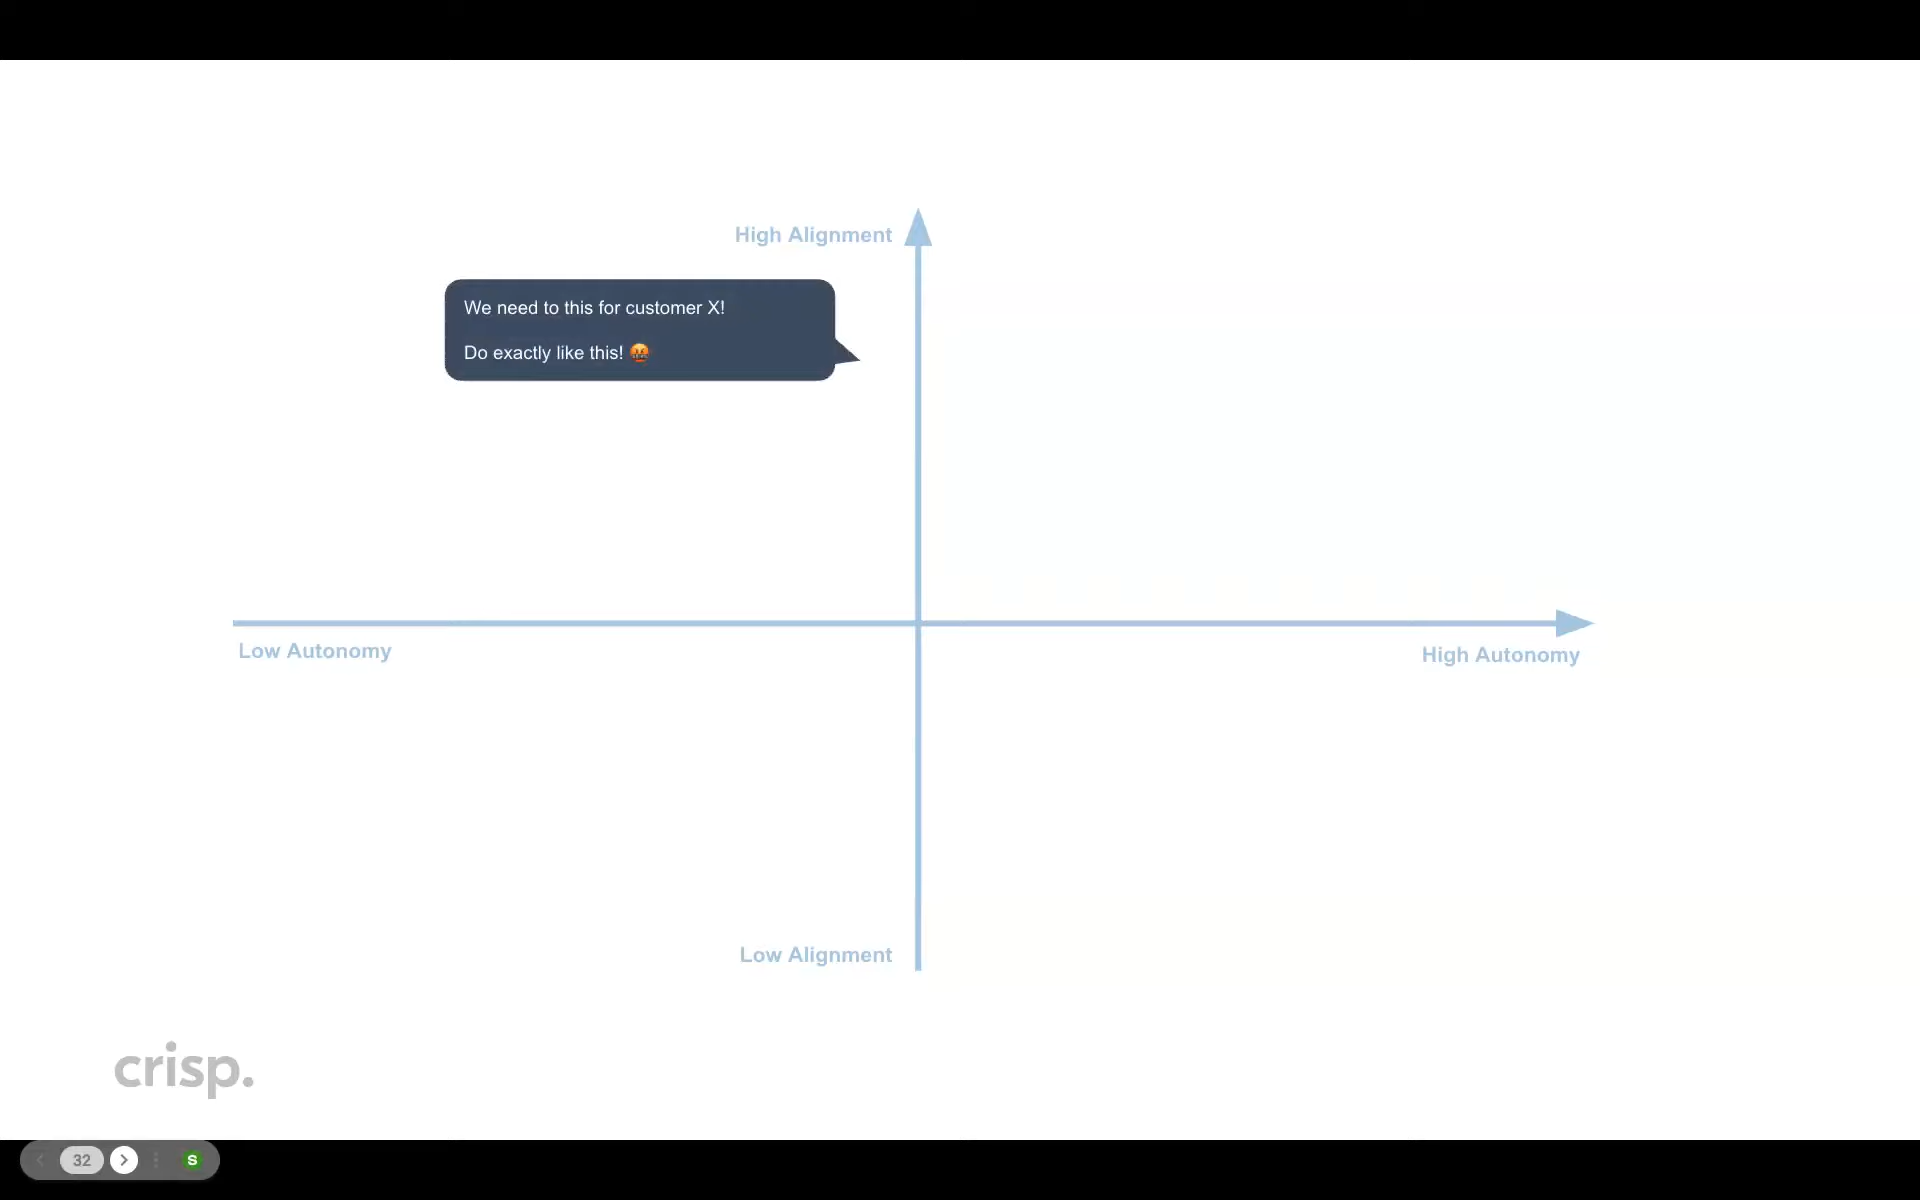 High Alignment
We need to this for customer X!
Do exactly like this! 🤬
Low Autonomy
High Autonomy
Low Alignment
crisp.
32
S